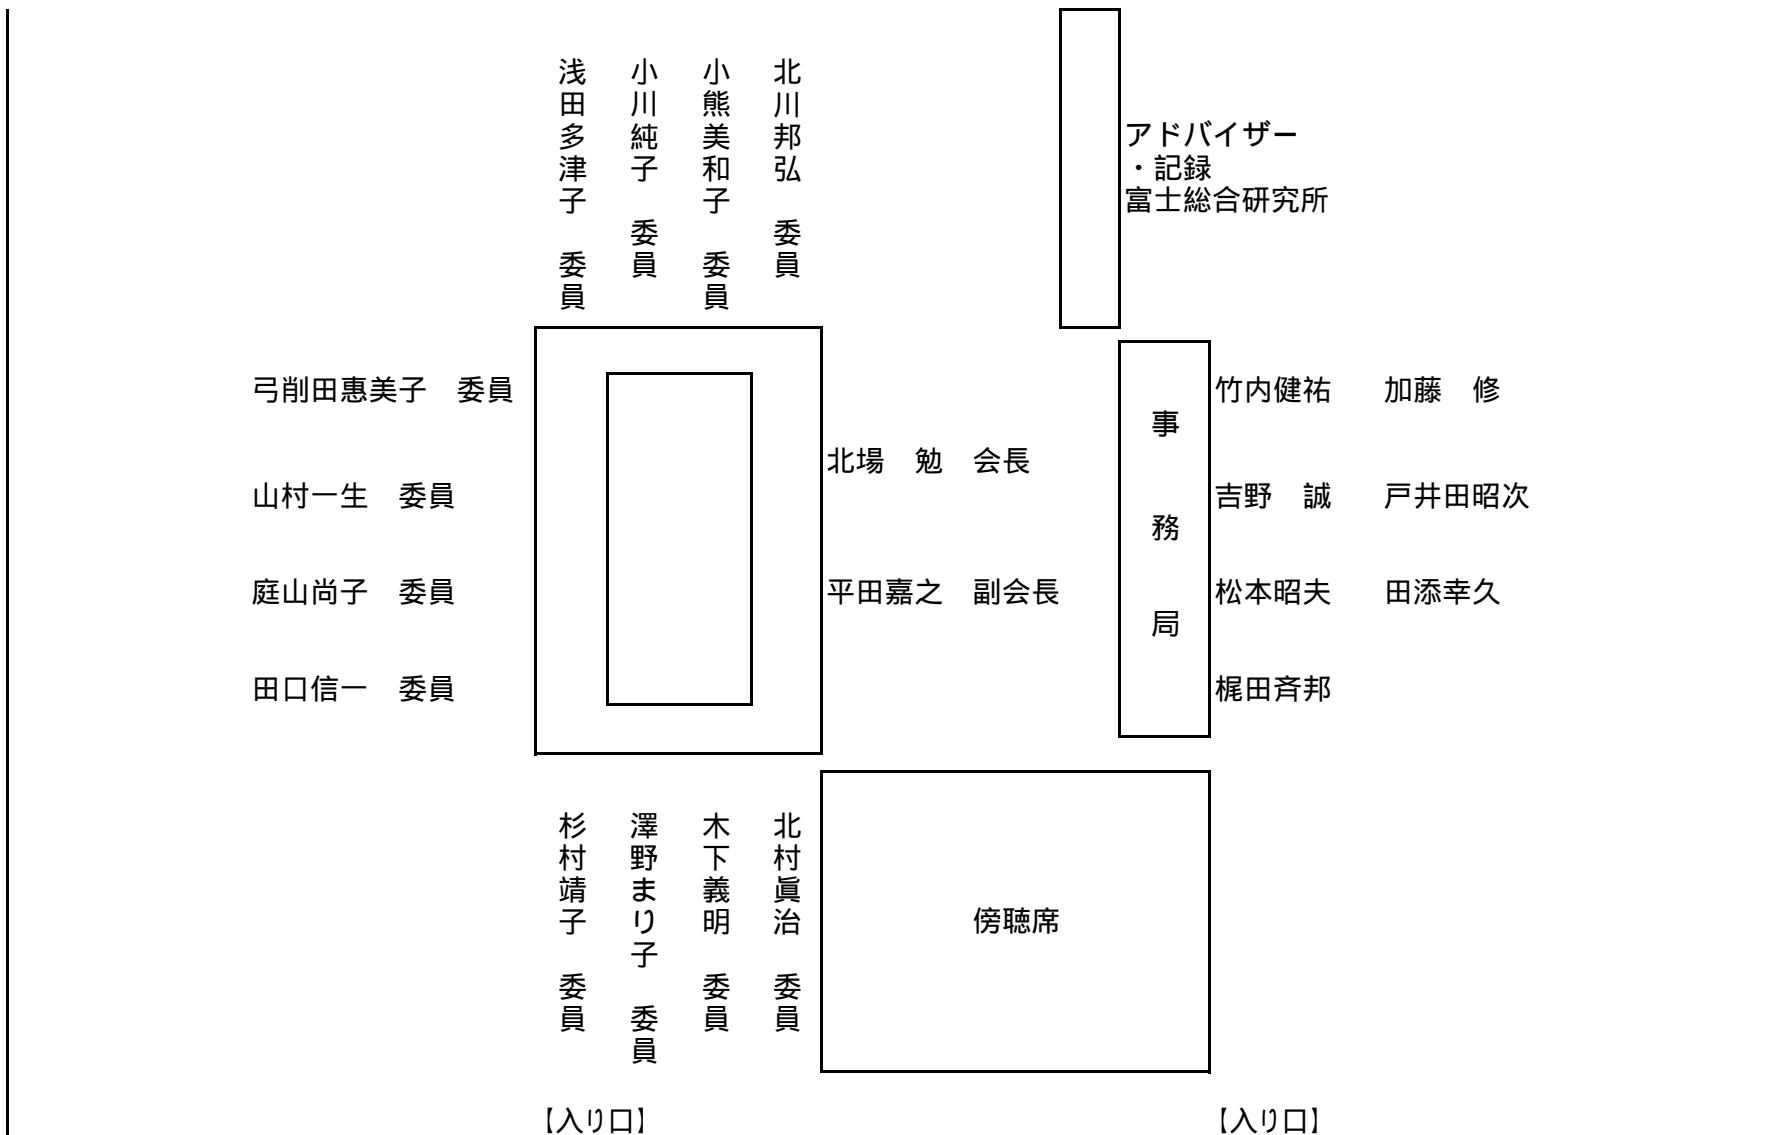 浅田多津子　委員
小川純子　委員
小熊美和子　委員
北川邦弘　委員
アドバイザー
・記録
富士総合研究所
弓削田惠美子　委員
山村一生　委員
庭山尚子　委員
田口信一　委員
北場　勉　会長
平田嘉之　副会長
事務局
竹内健祐　加藤　修
吉野　誠　戸井田昭次
松本昭夫　田添幸久
梶田斉邦
杉村靖子　委員
澤野まり子　委員
木下義明　委員
北村眞治　委員
傍聴席
【入り口】
【入り口】